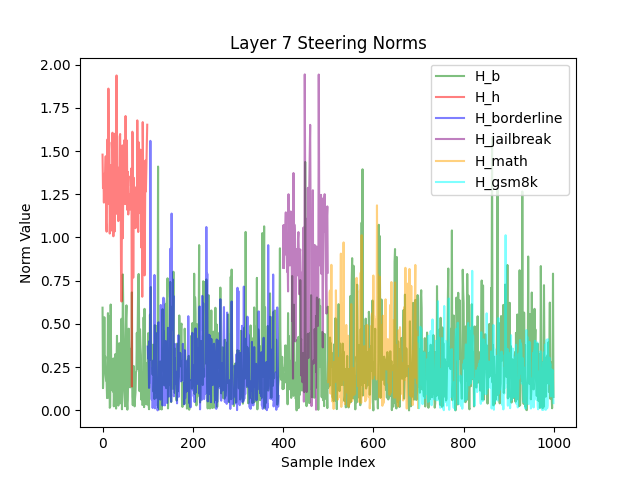 Layer 7 Steering Norms
Norm Value
2.00
1.75
1.50
1.25
1.00
0.75
0.50
0.25
0.00
H_b
H_h
H_borderline
H_jailbreak
H_math
H_gsm8k
0
200
400
600
800
1000
Sample Index